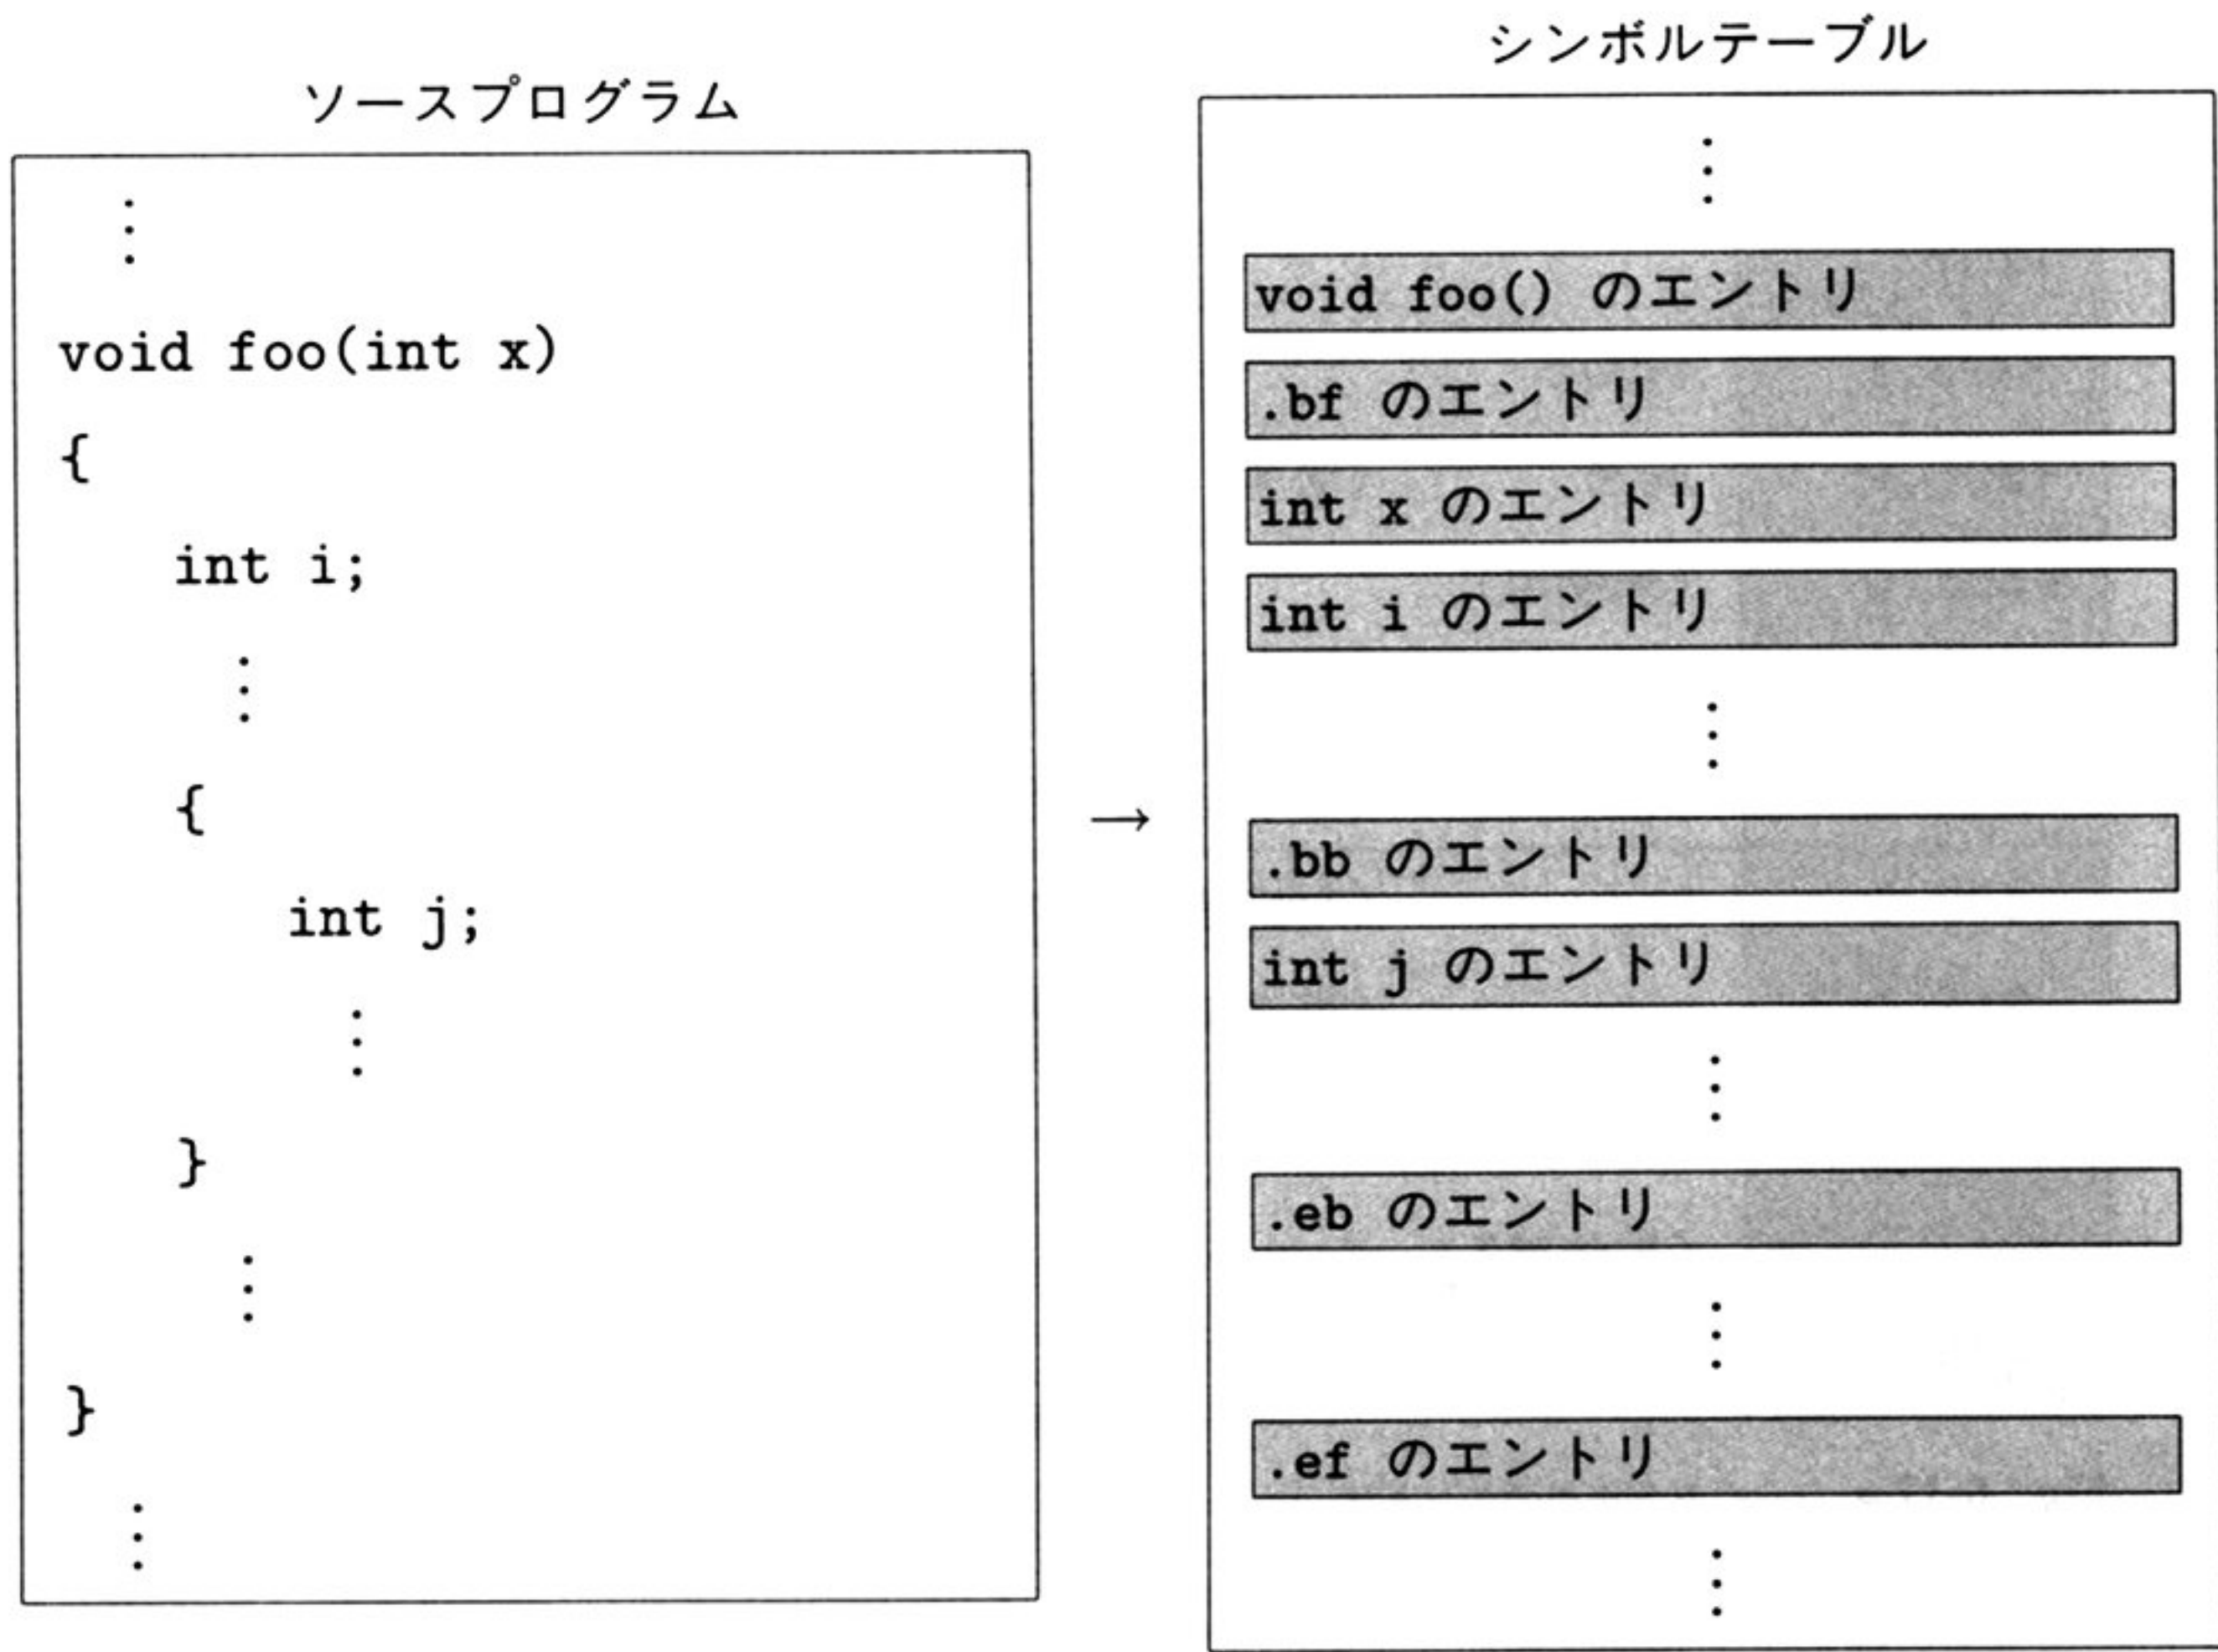 ソースプログラム
⋮
void foo(int x)
{
int i;
⋮
{
int j;
⋮
}
⋮
}
⋮
→
シンボルテーブル
⋮
void foo() のエントリ
.bf のエントリ
int x のエントリ
int i のエントリ
⋮
.bb のエントリ
int j のエントリ
⋮
.eb のエントリ
⋮
.ef のエントリ
⋮